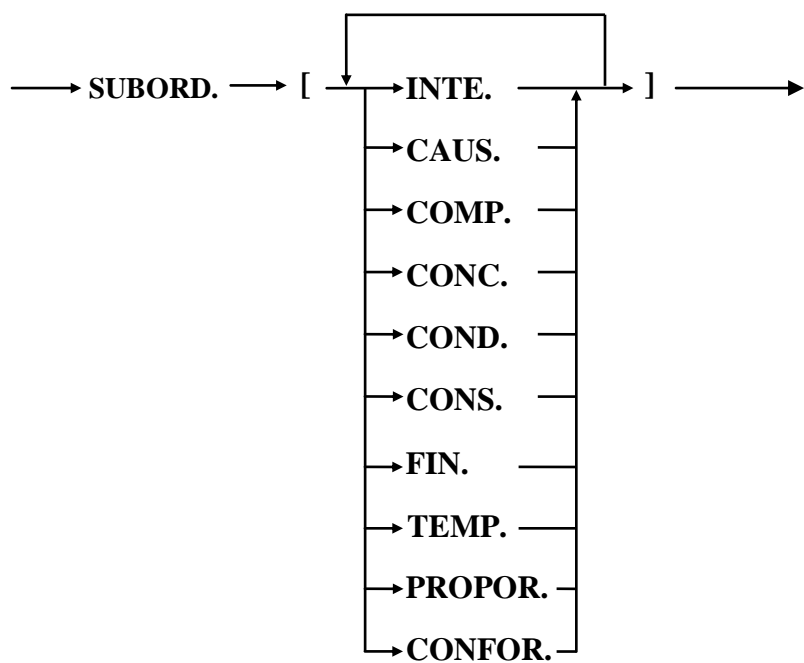 SUBORD. [ INTE. ]
CAUS.
COMP.
CONC.
COND.
CONS.
FIN.
TEMP.
PROPOR.
CONFOR.